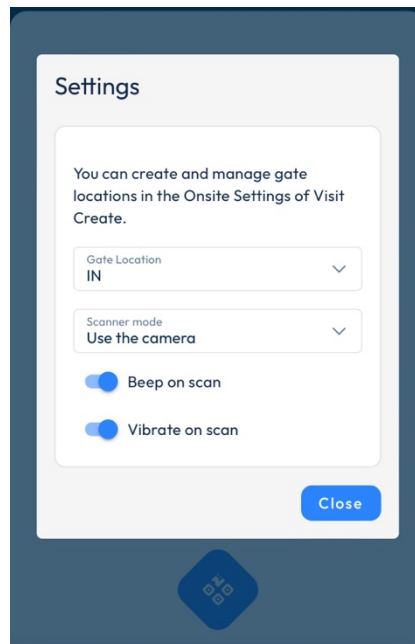 Settings
You can create and manage gate
locations in the Onsite Settings of Visit
Create.
Gate Location
IN
Scanner mode
Use the camera
Beep on scan
Vibrate on scan
Close